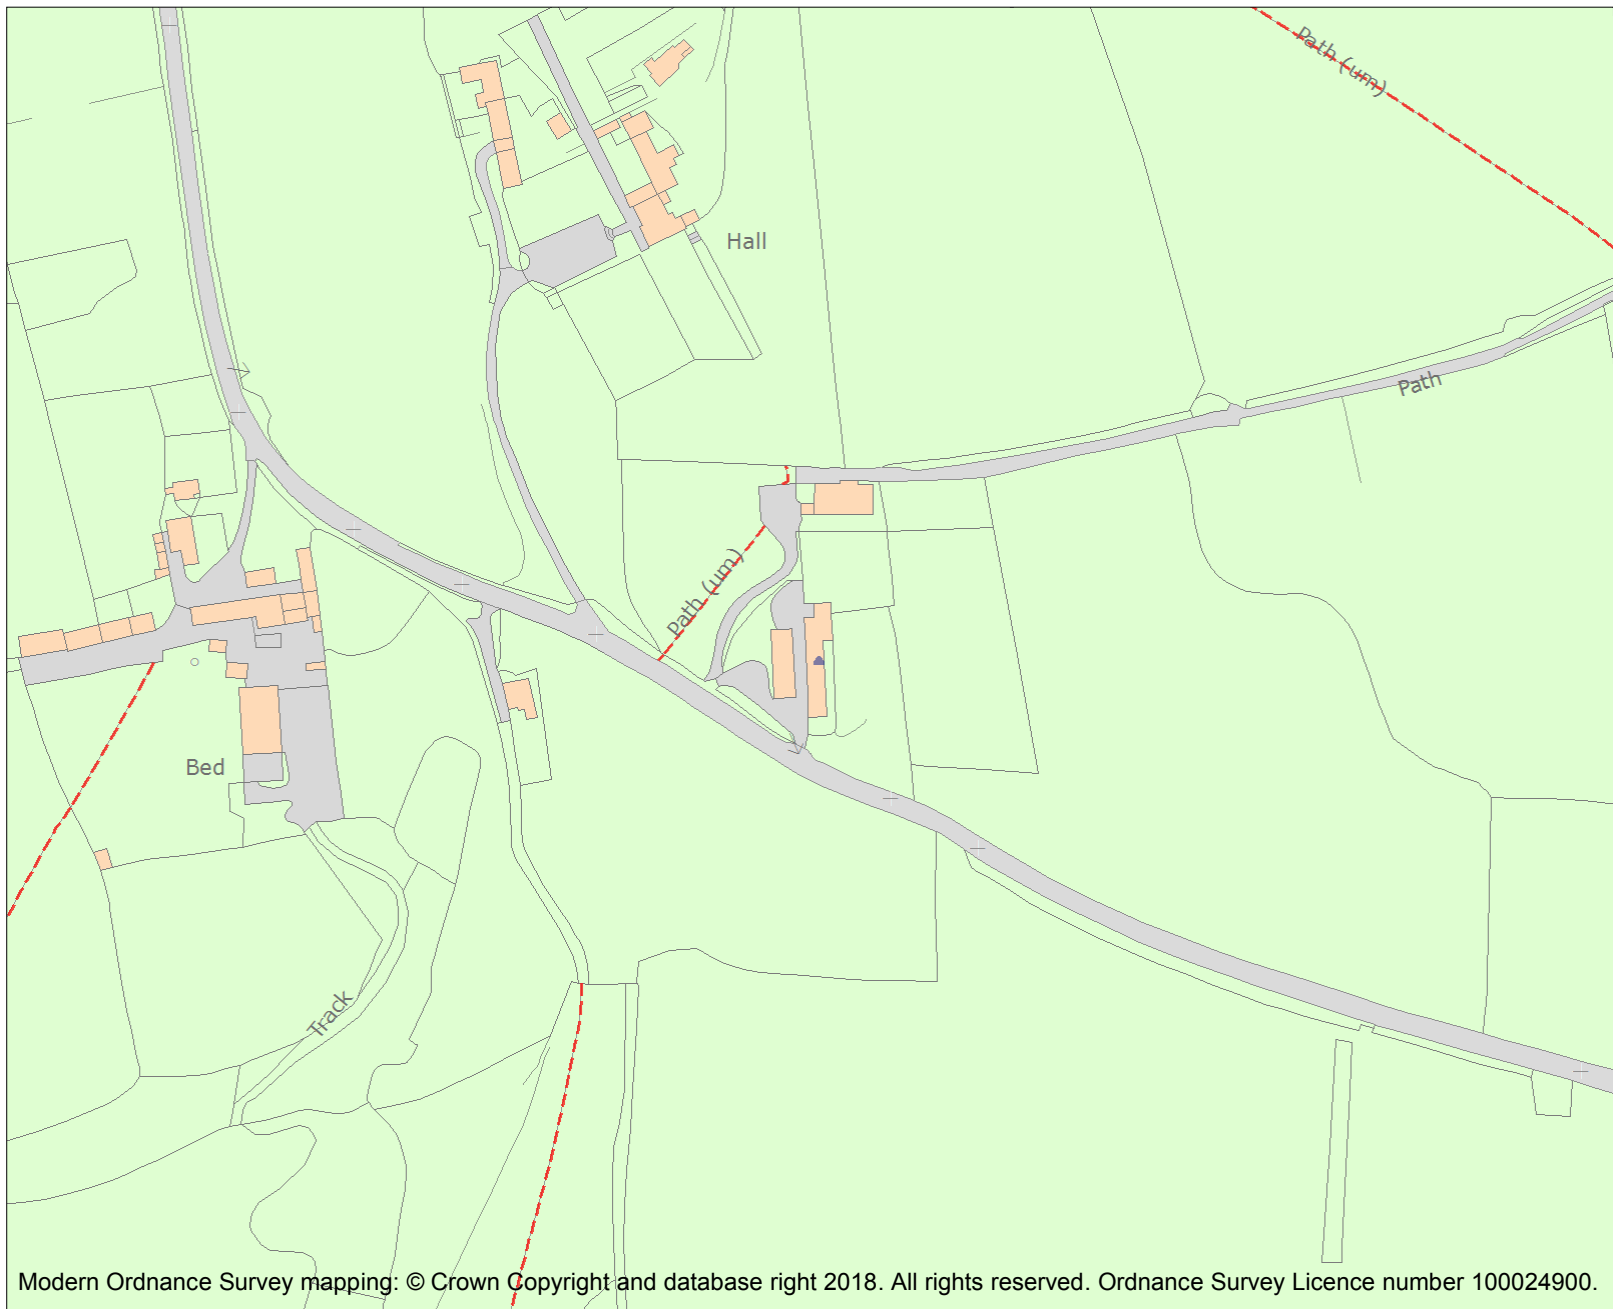 Path (um)
Hall
Path
Path (um)
Bed
Track
Modern Ordnance Survey mapping: © Crown Copyright and database right 2018. All rights reserved. Ordnance Survey Licence number 100024900.